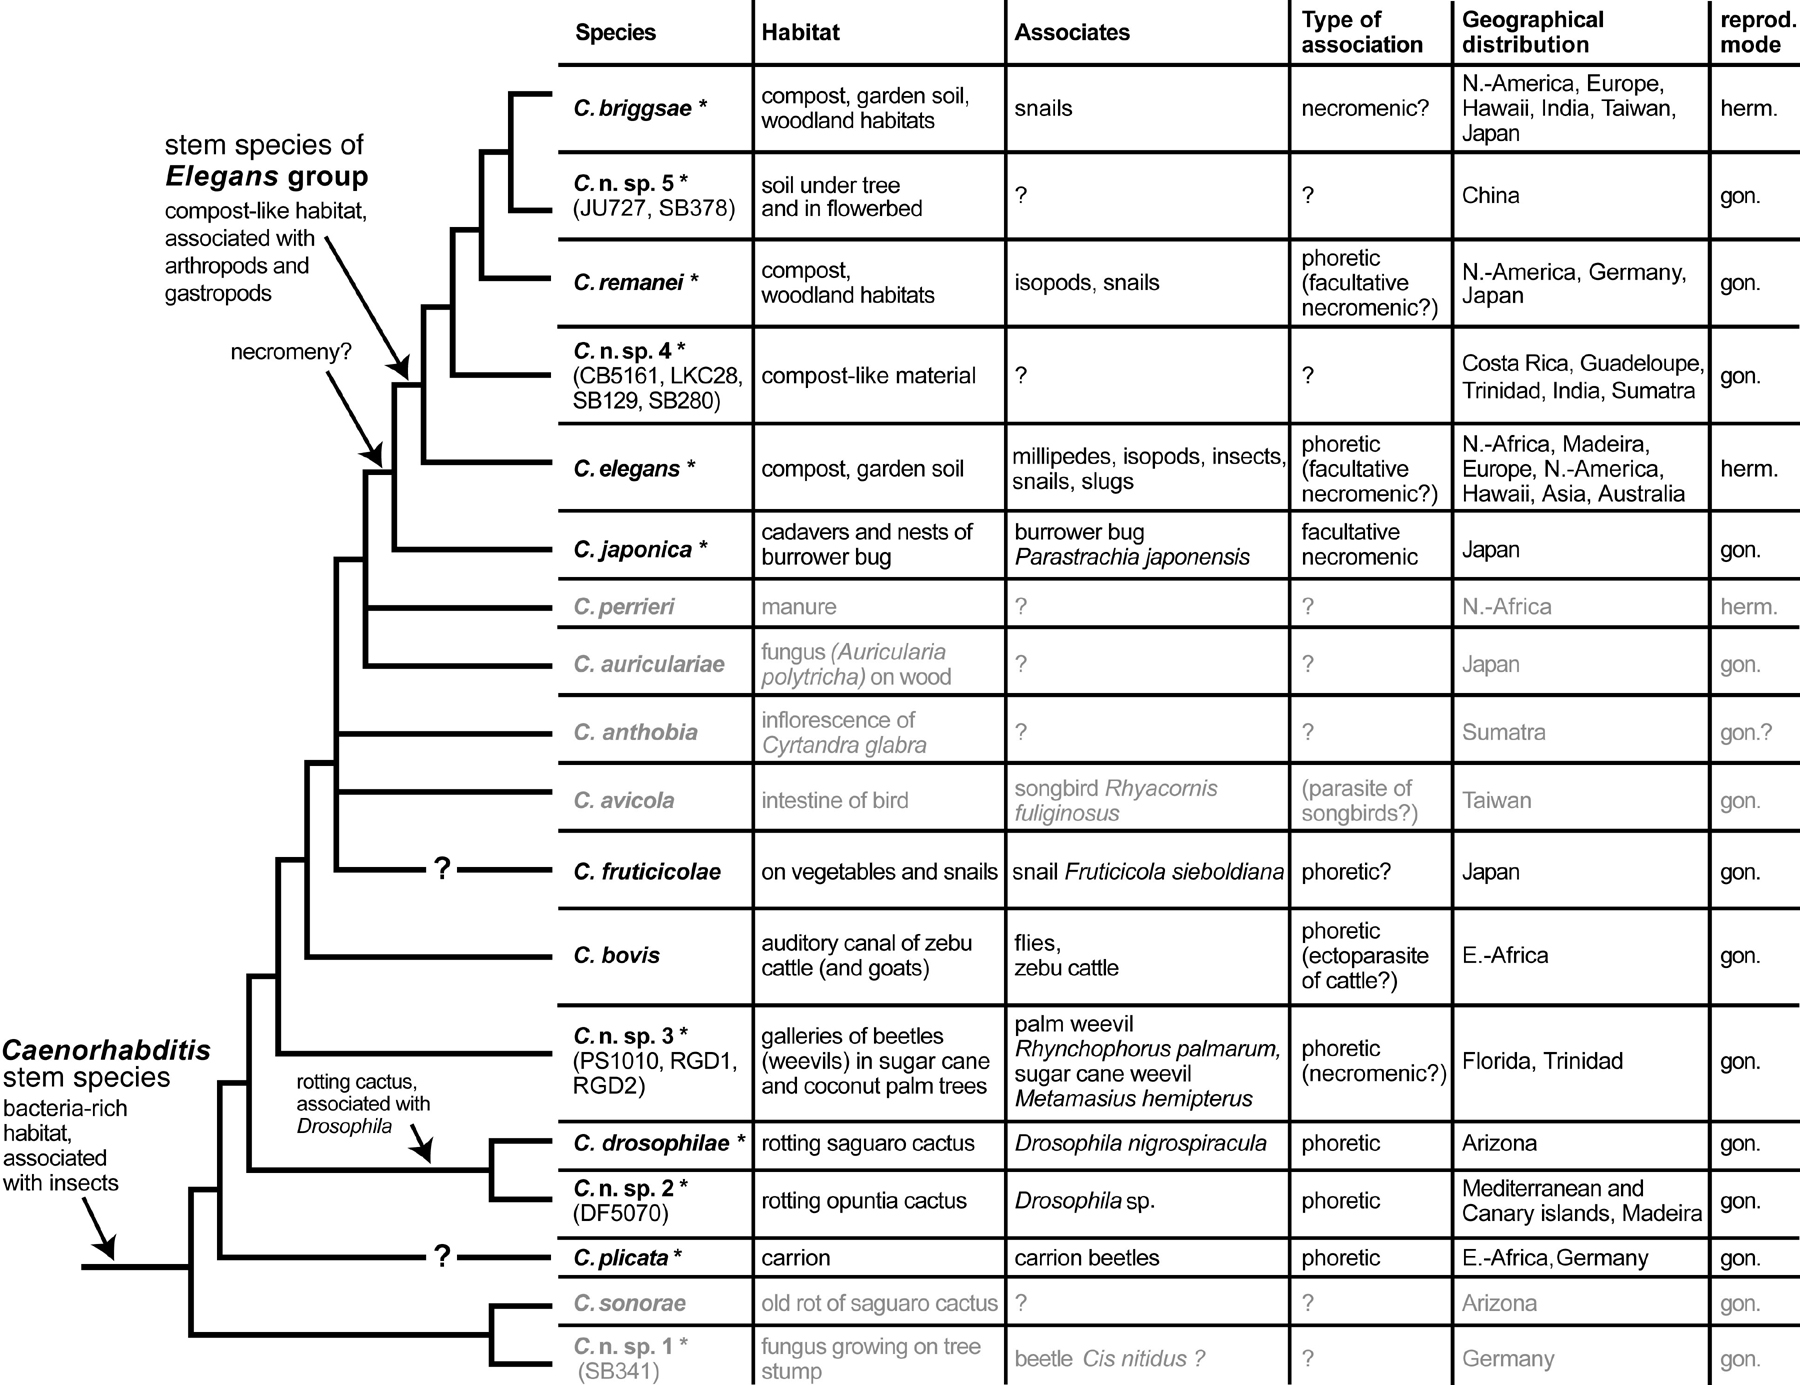 Species Habitat Associates Type of association Geographical distribution reprod. mode
stem species of
Elegans group
compost-like habitat,
associated with
arthropods and
gastropods
necromeny?
Caenorhabditis
stem species
bacteria-rich
habitat,
associated
with insects
rotting cactus,
associated with
Drosophila
C. briggsae *
compost, garden soil,
woodland habitats
snails
necromenic?
N.-America, Europe,
Hawaii, India, Taiwan,
Japan
herm.
C. n. sp. 5 *
(JU727, SB378)
soil under tree
and in flowerbed
?
?
China
gon.
C. remanei *
compost,
woodland habitats
isopods, snails
phoretic
(facultative
necromenic?)
N.-America, Germany,
Japan
gon.
C. n. sp. 4 *
(CB5161, LKC28,
SB129, SB280)
compost-like material
?
?
Costa Rica, Guadeloupe,
Trinidad, India, Sumatra
gon.
C. elegans *
compost, garden soil
millipedes, isopods, insects,
snails, slugs
phoretic
(facultative
necromenic?)
N.-Africa, Madeira,
Europe, N.-America,
Hawaii, Asia, Australia
herm.
C. japonica *
cadavers and nests of
burrower bug
burrower bug
Parastrachia japonensis
facultative
necromenic
Japan
gon.
C. perrieri
manure
?
?
N.-Africa
herm.
C. auriculariae
fungus (Auricularia
polytricha) on wood
?
?
Japan
gon.
C. anthobia
inflorescence of
Cyrtandra glabra
?
?
Sumatra
gon.?
C. avicola
intestine of bird
songbird Rhyacornis
fuliginosus
(parasite of
songbirds?)
Taiwan
gon.
?
C. fruticicolae
on vegetables and snails
snail Fruticicola sieboldiana
phoretic?
Japan
gon.
C. bovis
auditory canal of zebu
cattle (and goats)
flies,
zebu cattle
phoretic
(ectoparasite
of cattle?)
E.-Africa
gon.
C. n. sp. 3 *
(PS1010, RGD1,
RGD2)
galleries of beetles
(weevils) in sugar cane
and coconut palm trees
palm weevil
Rhynchophorus palmarum,
sugar cane weevil
Metamasius hemipterus
phoretic
(necromenic?)
Florida, Trinidad
gon.
C. drosophilae *
rotting saguaro cactus
Drosophila nigrospiracula
phoretic
Arizona
gon.
C. n. sp. 2 *
(DF5070)
rotting opuntia cactus
Drosophila sp.
phoretic
Mediterranean and
Canary islands, Madeira
gon.
?
C. plicata *
carrion
carrion beetles
phoretic
E.-Africa, Germany
gon.
C. sonorae
old rot of saguaro cactus
?
?
Arizona
gon.
C. n. sp. 1 *
(SB341)
fungus growing on tree
stump
beetle Cis nitidus ?
?
Germany
gon.